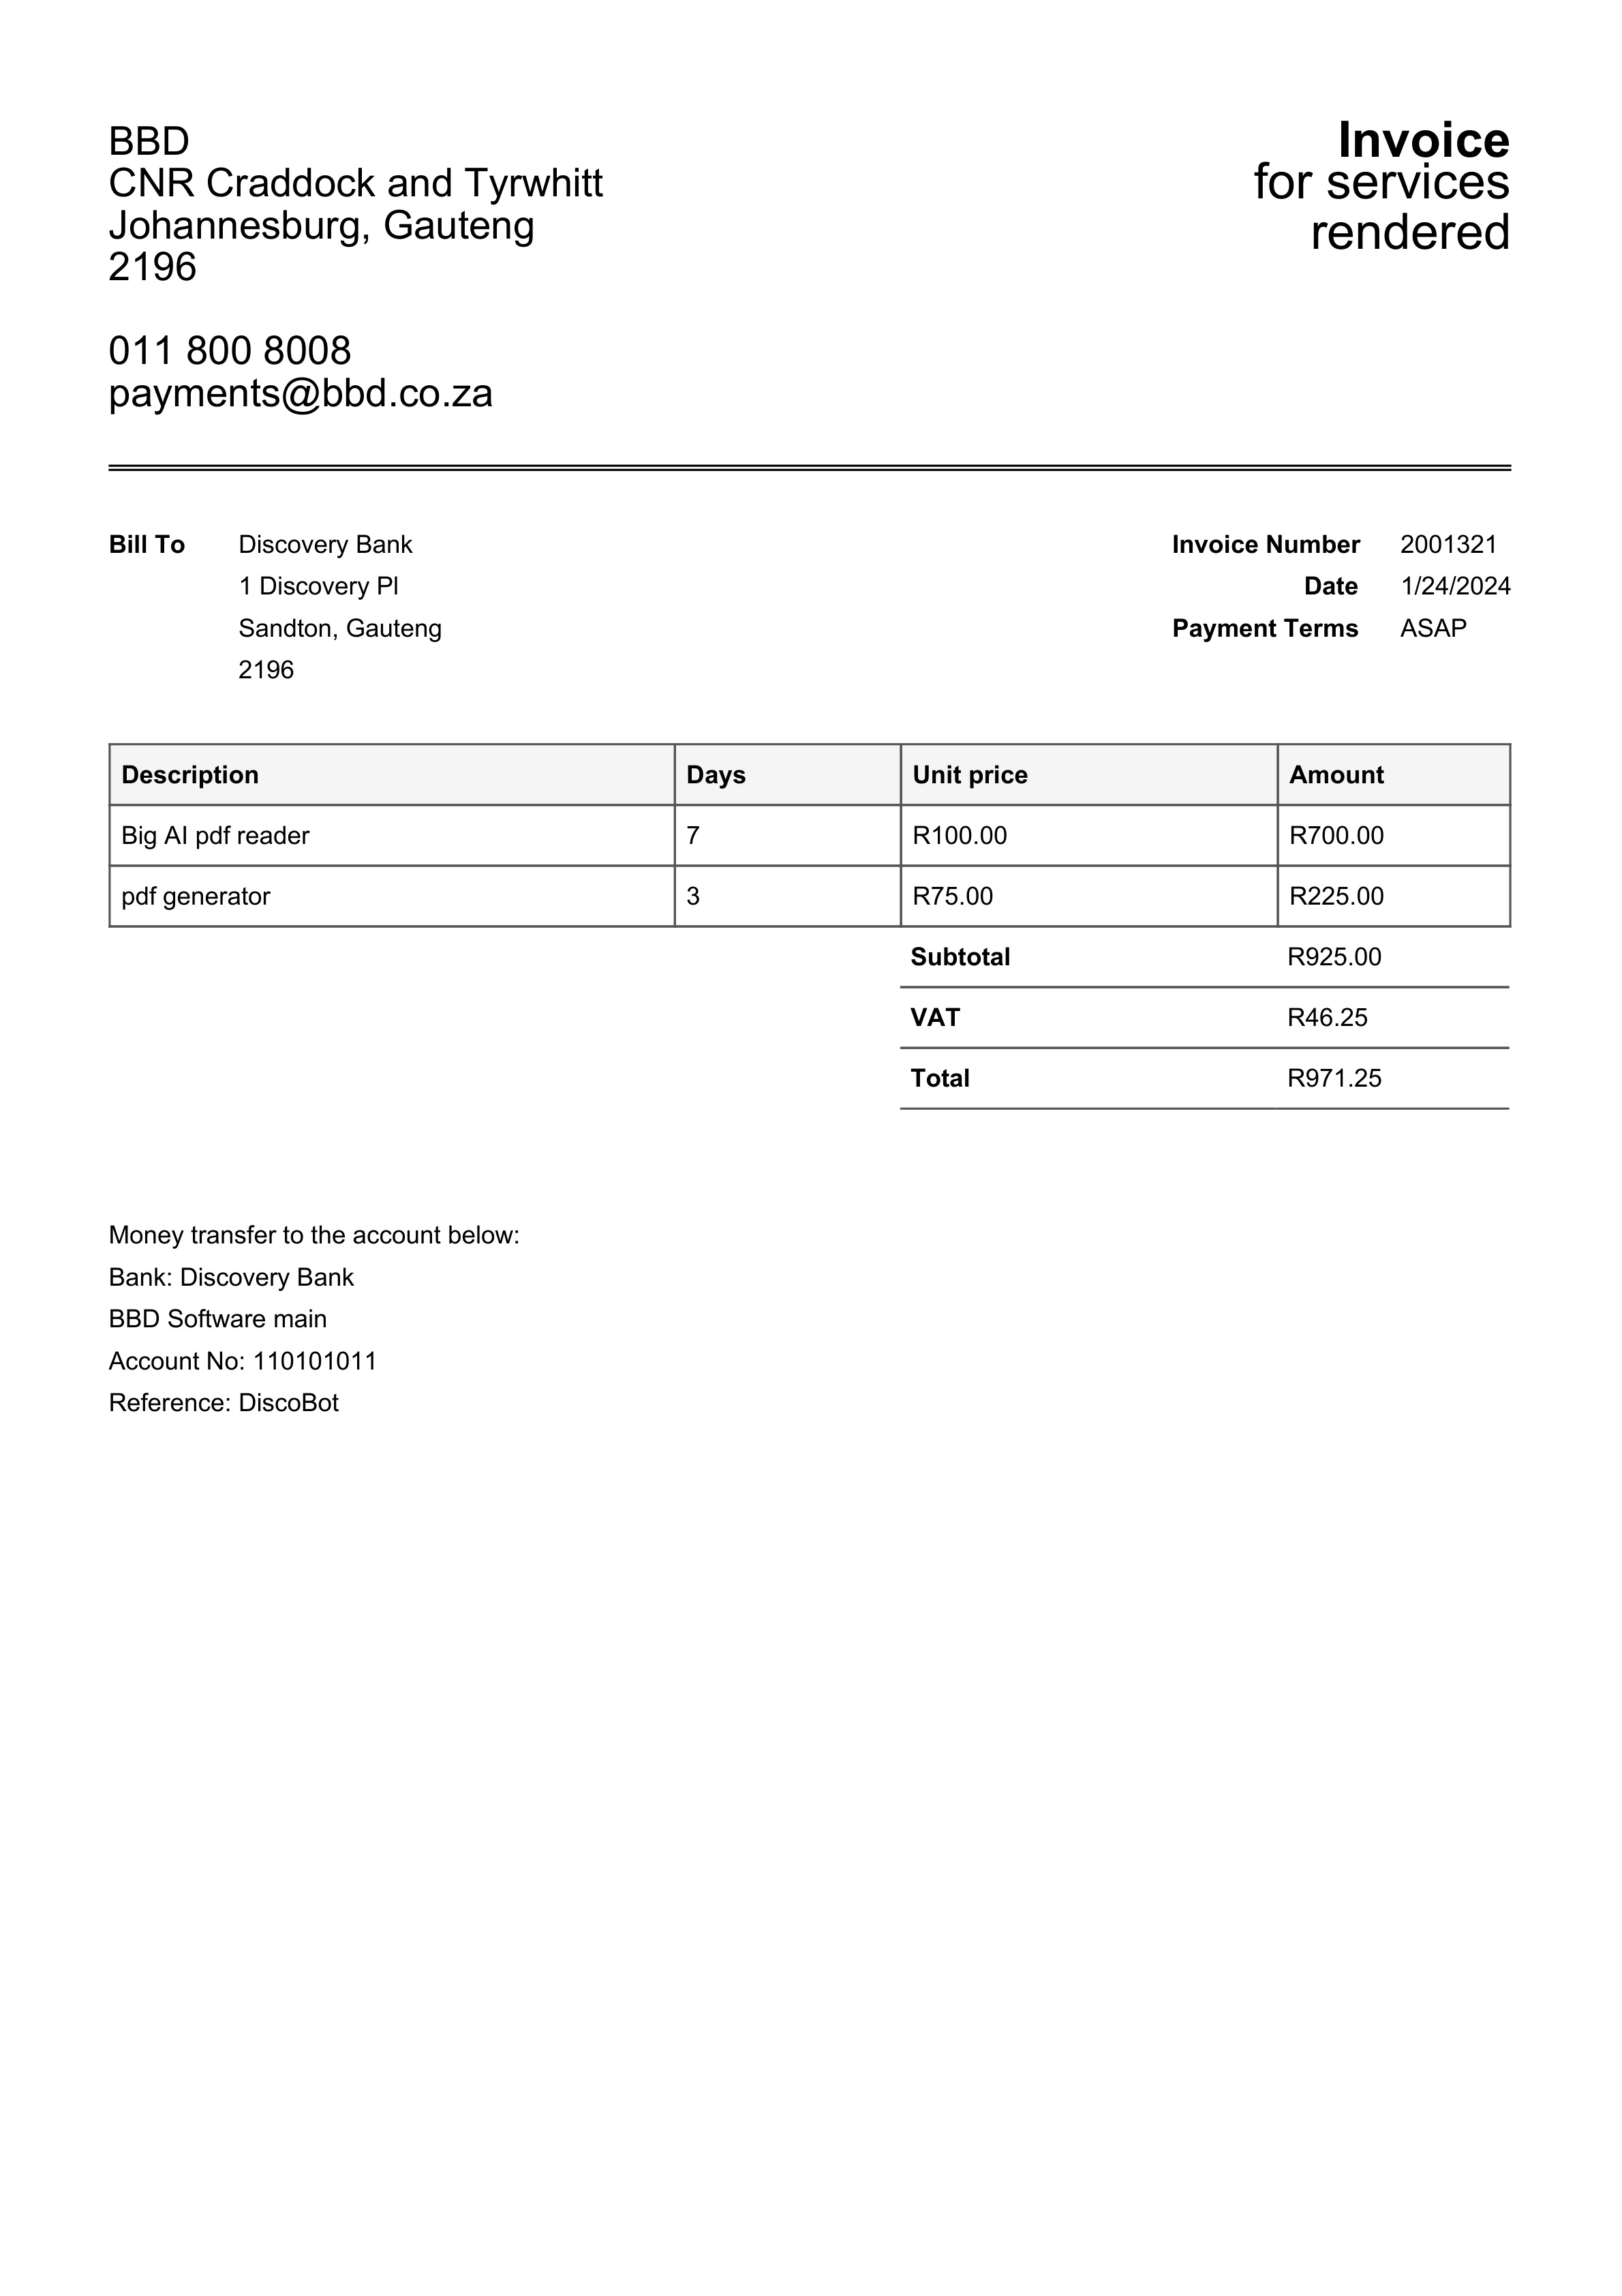 BBD
CNR Craddock and Tyrwhitt
Johannesburg, Gauteng
2196
011 800 8008
payments@bbd.co.za
Invoice
for services
rendered
Bill To Discovery Bank
1 Discovery Pl
Sandton, Gauteng
2196
Invoice Number 2001321
Date 1/24/2024
Payment Terms ASAP
Description Days Unit price Amount
Big AI pdf reader 7 R100.00 R700.00
pdf generator 3 R75.00 R225.00
Subtotal R925.00
VAT R46.25
Total R971.25
Money transfer to the account below:
Bank: Discovery Bank
BBD Software main
Account No: 110101011
Reference: DiscoBot